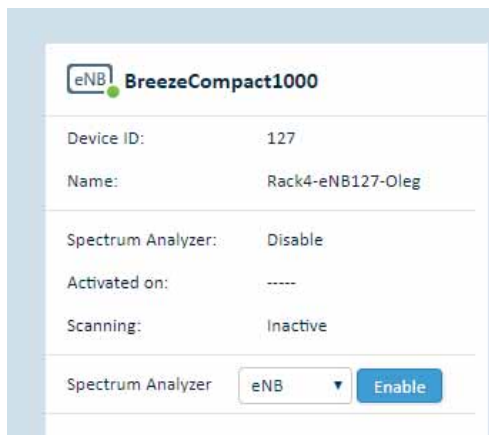 eNB BreezeCompact1000
Device ID: 127
Name: Rack4-eNB127-Oleg
Spectrum Analyzer: Disable
Activated on: -----
Scanning: Inactive
Spectrum Analyzer eNB Enable